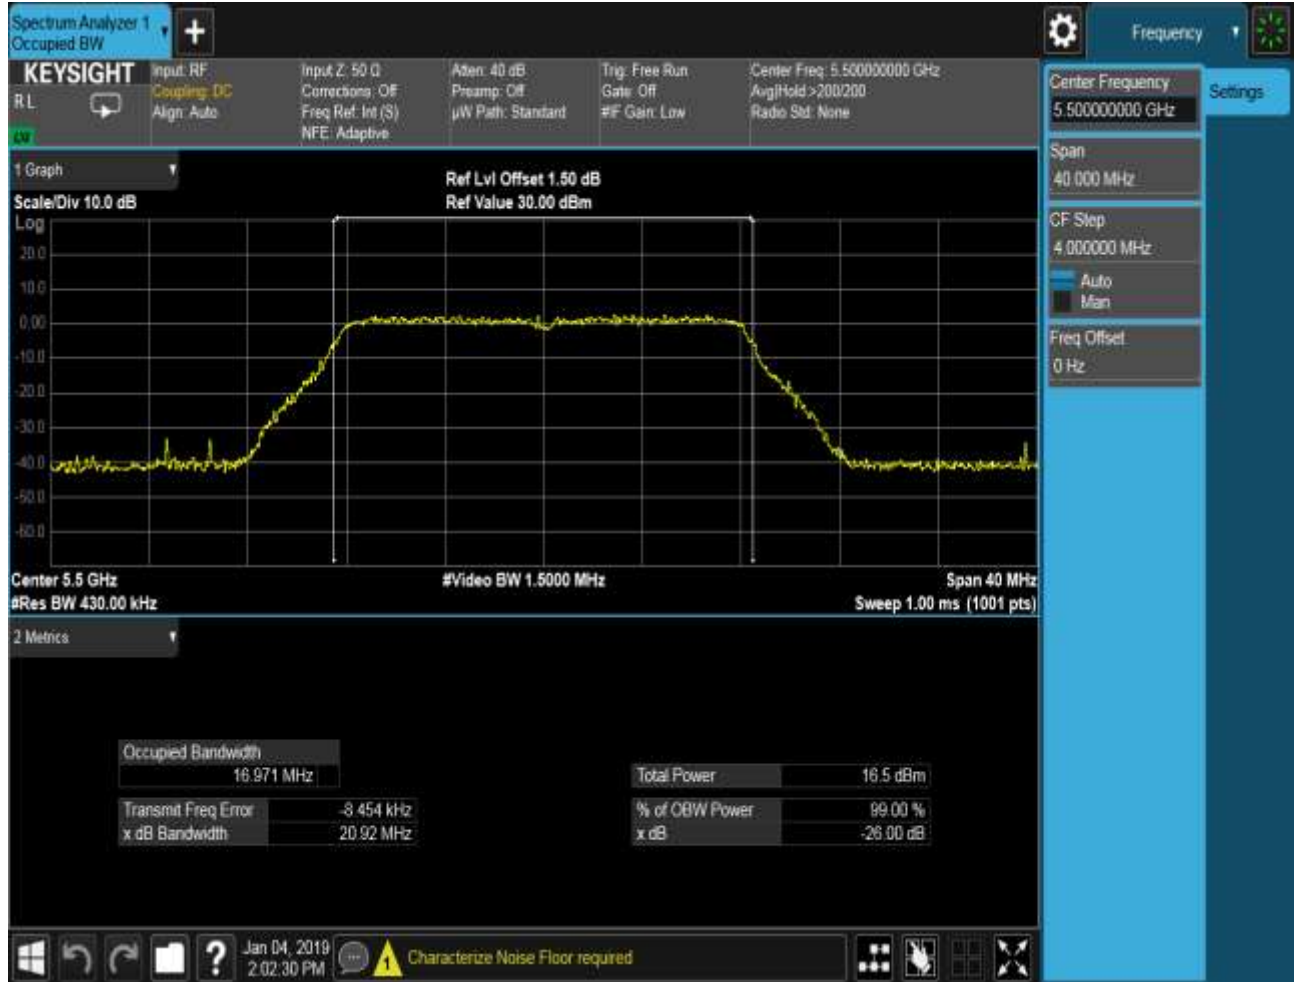 Spectrum Analyzer 1
Occupied BW
Frequency
KEYSIGHT
R L
Input: RF
Coupling: DC
Align: Auto
Input Z: 50 Ω
Corrections: Off
Freq Ref: Int (S)
NFE: Adaptive
Atten: 40 dB
Preamp: Off
µW Path: Standard
Trig: Free Run
Gate: Off
#IF Gain: Low
Center Freq: 5.500000000 GHz
Avg|Hold:>200/200
Radio Std: None
Center Frequency
5.500000000 GHz
Settings
Span
40.000 MHz
CF Step
4.000000 MHz
Auto
Man
Freq Offset
0 Hz
1 Graph
Scale/Div 10.0 dB
Ref Lvl Offset 1.50 dB
Ref Value 30.00 dBm
Log
20.0
10.0
0.00
-10.0
-20.0
-30.0
-40.0
-50.0
-60.0
Center 5.5 GHz
#Video BW 1.5000 MHz
Span 40 MHz
#Res BW 430.00 kHz
Sweep 1.00 ms (1001 pts)
2 Metrics
Occupied Bandwidth
16.971 MHz
Total Power 16.5 dBm
Transmit Freq Error -8.454 kHz
% of OBW Power 99.00 %
x dB Bandwidth 20.92 MHz
x dB -26.00 dB
?
Jan 04, 2019
2:02:30 PM
1
Characterize Noise Floor required